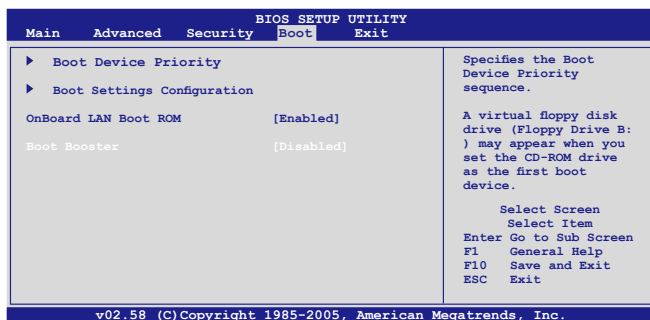 BIOS SETUP UTILITY
Main Advanced Security Boot Exit
Boot Device Priority
Boot Settings Configuration
OnBoard LAN Boot ROM [Enabled]
Boot Booster [Disabled]
Specifies the Boot
Device Priority
sequence.
A virtual floppy disk
drive (Floppy Drive B:
) may appear when you
set the CD-ROM drive
as the first boot
device.
Select Screen
Select Item
Enter Go to Sub Screen
F1 General Help
F10 Save and Exit
ESC Exit
v02.58 (C)Copyright 1985-2005, American Megatrends, Inc.